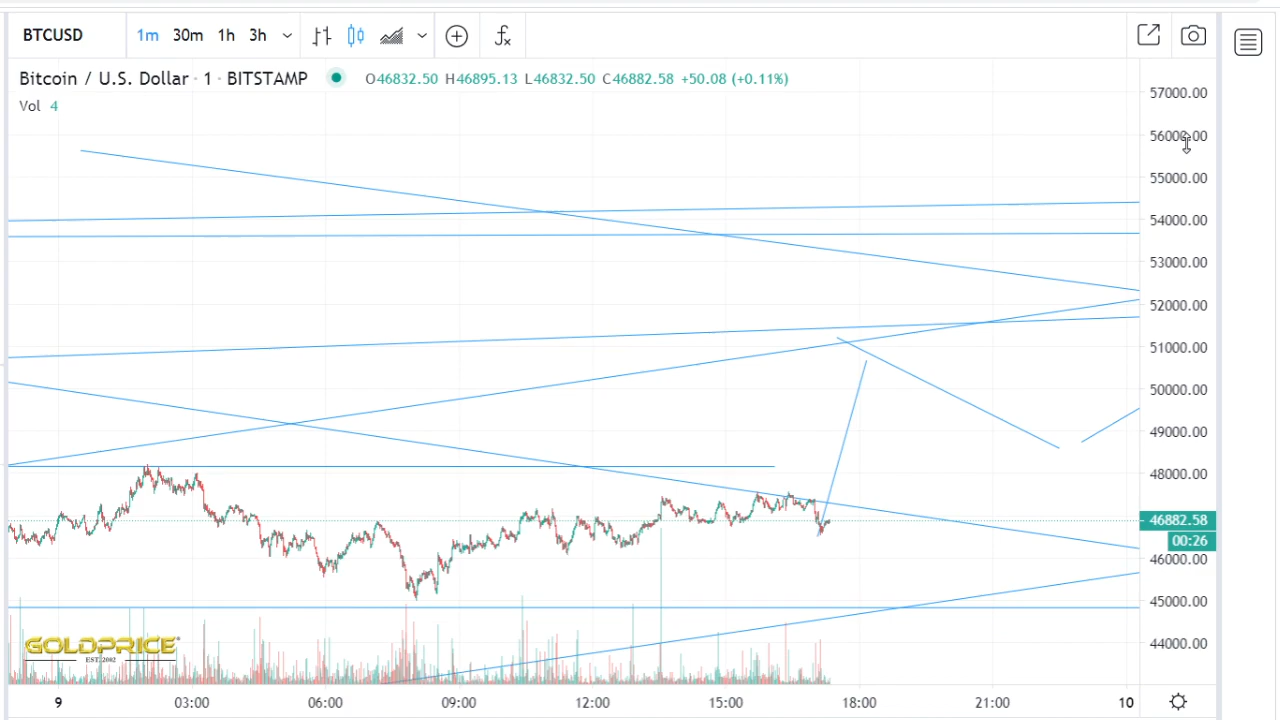 BTCUSD 1m 30m 1h 3h
Bitcoin / U.S. Dollar · 1 · BITSTAMP O46832.50 H46895.13 L46832.50 C46882.58 +50.08 (+0.11%)
Vol 4
57000.00
56000.00
55000.00
54000.00
53000.00
52000.00
51000.00
50000.00
49000.00
48000.00
46882.58
00:26
46000.00
45000.00
44000.00
GOLDPRICE®
EST. 2002
9 03:00 06:00 09:00 12:00 15:00 18:00 21:00 10